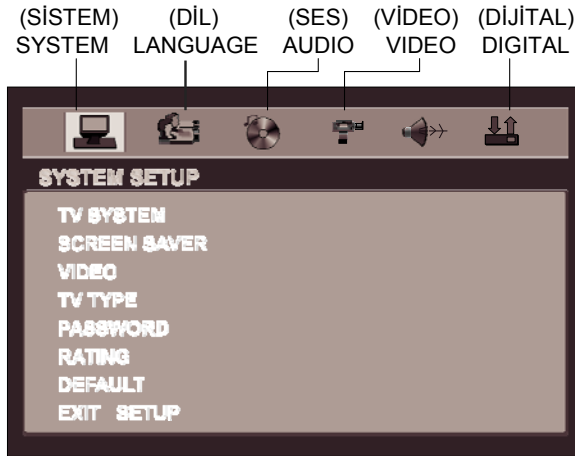 (SİSTEM) (DİL) (SES) (VİDEO) (DİJİTAL)
SYSTEM LANGUAGE AUDIO VIDEO DIGITAL
SYSTEM SETUP
TV SYSTEM
SCREEN SAVER
VIDEO
TV TYPE
PASSWORD
RATING
DEFAULT
EXIT SETUP